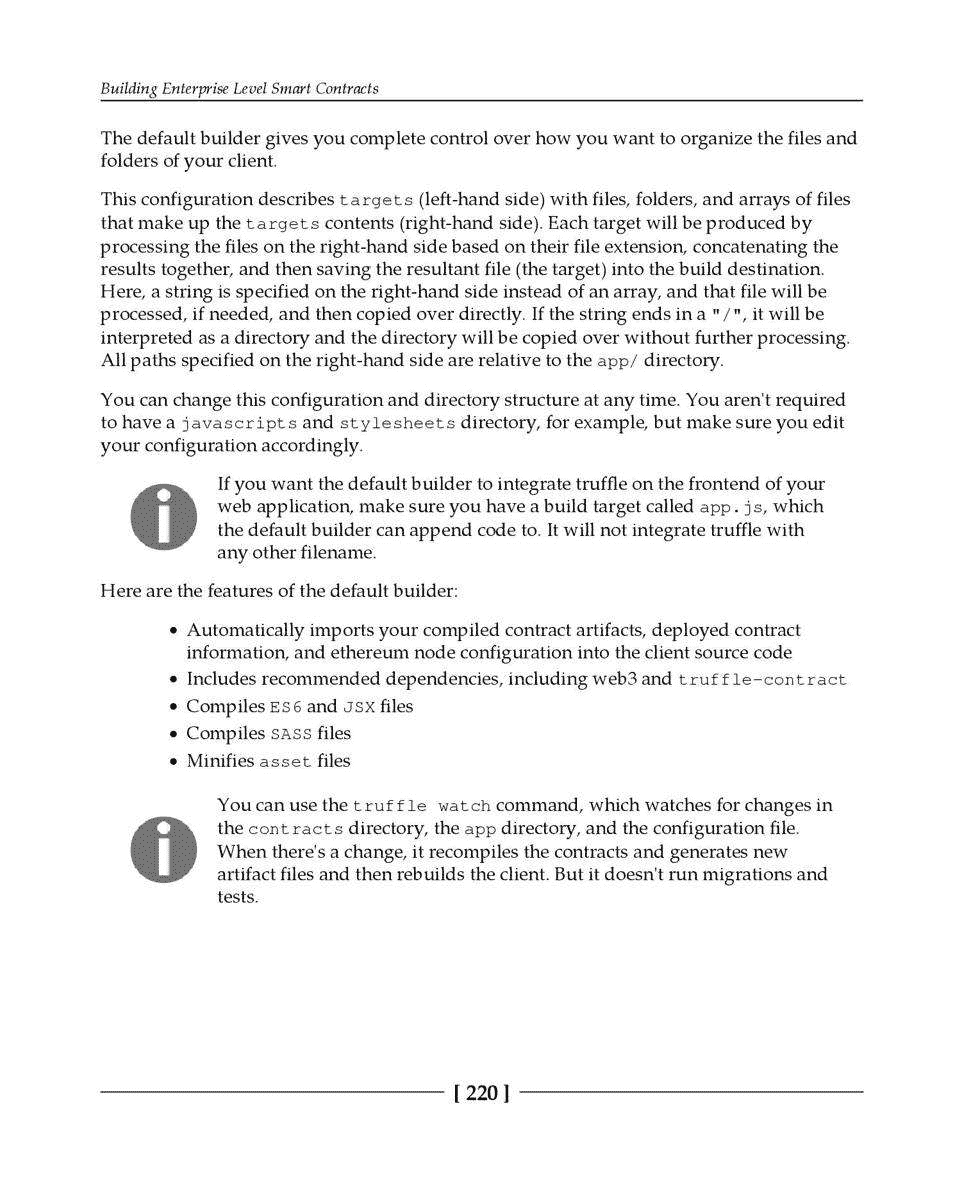 Building Enterprise Level Smart Contracts
The default builder gives you complete control over how you want to organize the files and
folders of your client.
This configuration describes targets (left-hand side) with files, folders, and arrays of files
that make up the targets contents (right-hand side). Each target will be produced by
processing the files on the right-hand side based on their file extension, concatenating the
results together, and then saving the resultant file (the target) into the build destination.
Here, a string is specified on the right-hand side instead of an array, and that file will be
processed, if needed, and then copied over directly. If the string ends in a "/", it will be
interpreted as a directory and the directory will be copied over without further processing.
All paths specified on the right-hand side are relative to the app/ directory.
You can change this configuration and directory structure at any time. You aren't required
to have a javascripts and stylesheets directory, for example, but make sure you edit
your configuration accordingly.
If you want the default builder to integrate truffle on the frontend of your
web application, make sure you have a build target called app.js, which
the default builder can append code to. It will not integrate truffle with
any other filename.
Here are the features of the default builder:
• Automatically imports your compiled contract artifacts, deployed contract
information, and ethereum node configuration into the client source code
• Includes recommended dependencies, including web3 and truffle-contract
• Compiles ES6 and JSX files
• Compiles SASS files
• Minifies asset files
You can use the truffle watch command, which watches for changes in
the contracts directory, the app directory, and the configuration file.
When there's a change, it recompiles the contracts and generates new
artifact files and then rebuilds the client. But it doesn't run migrations and
tests.
[ 220 ]